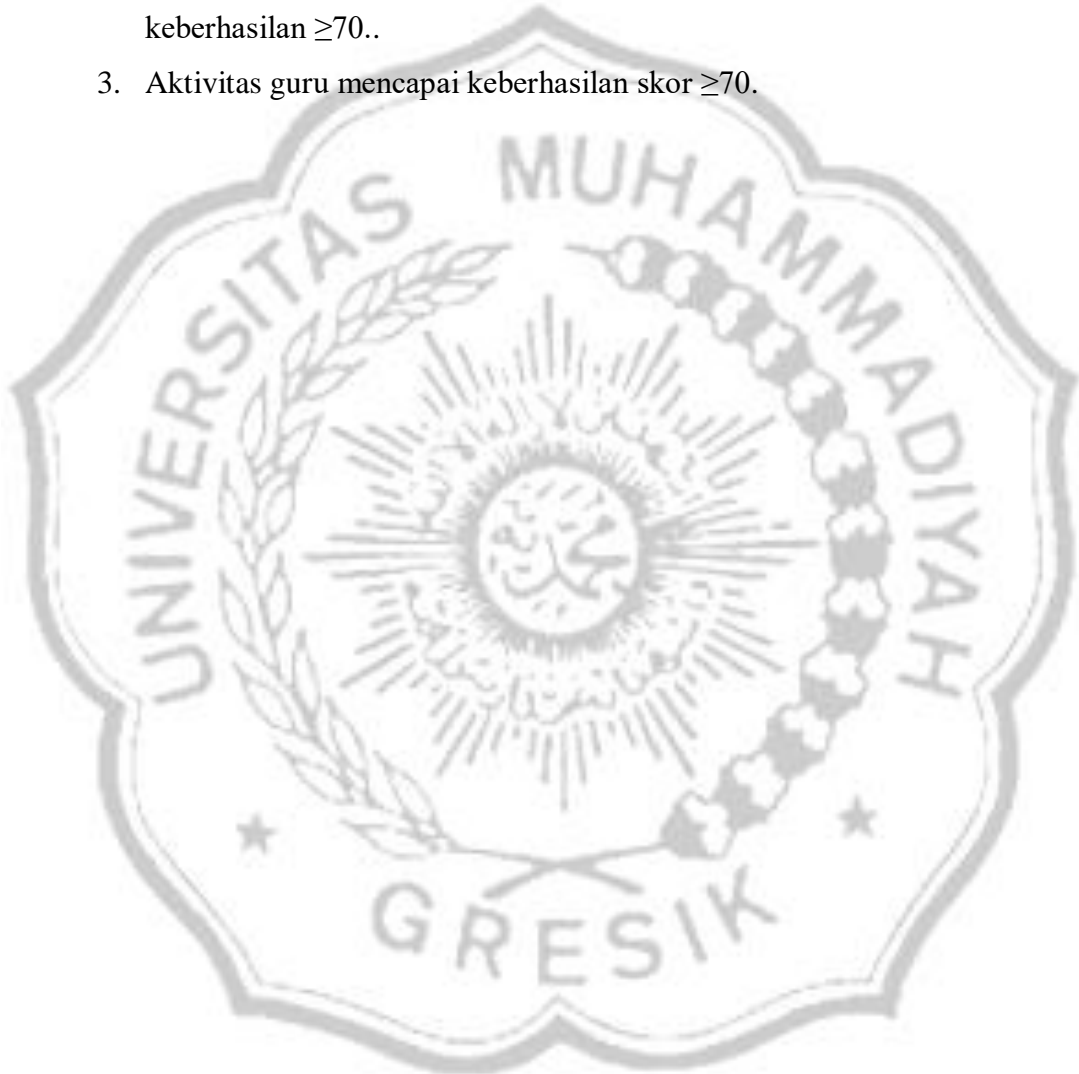 keberhasilan ≥70..
3. Aktivitas guru mencapai keberhasilan skor ≥70.
UNIVERSITAS MUHAMMADIYAH
GRESIK